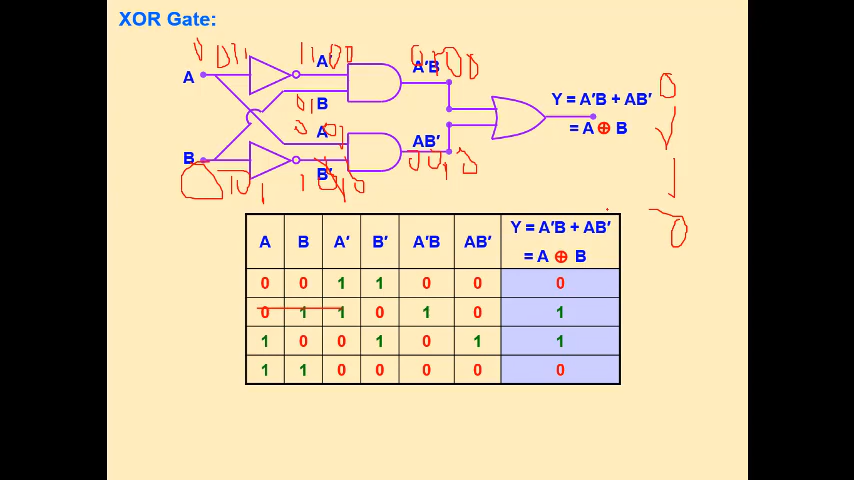 XOR Gate:
A
A′
A′B
B
Y = A′B + AB′
= A ⊕ B
A
AB′
B
B′
A B A′ B′ A′B AB′ Y = A′B + AB′ = A ⊕ B
0 0 1 1 0 0 0
0 1 1 0 1 0 1
1 0 0 1 0 1 1
1 1 0 0 0 0 0